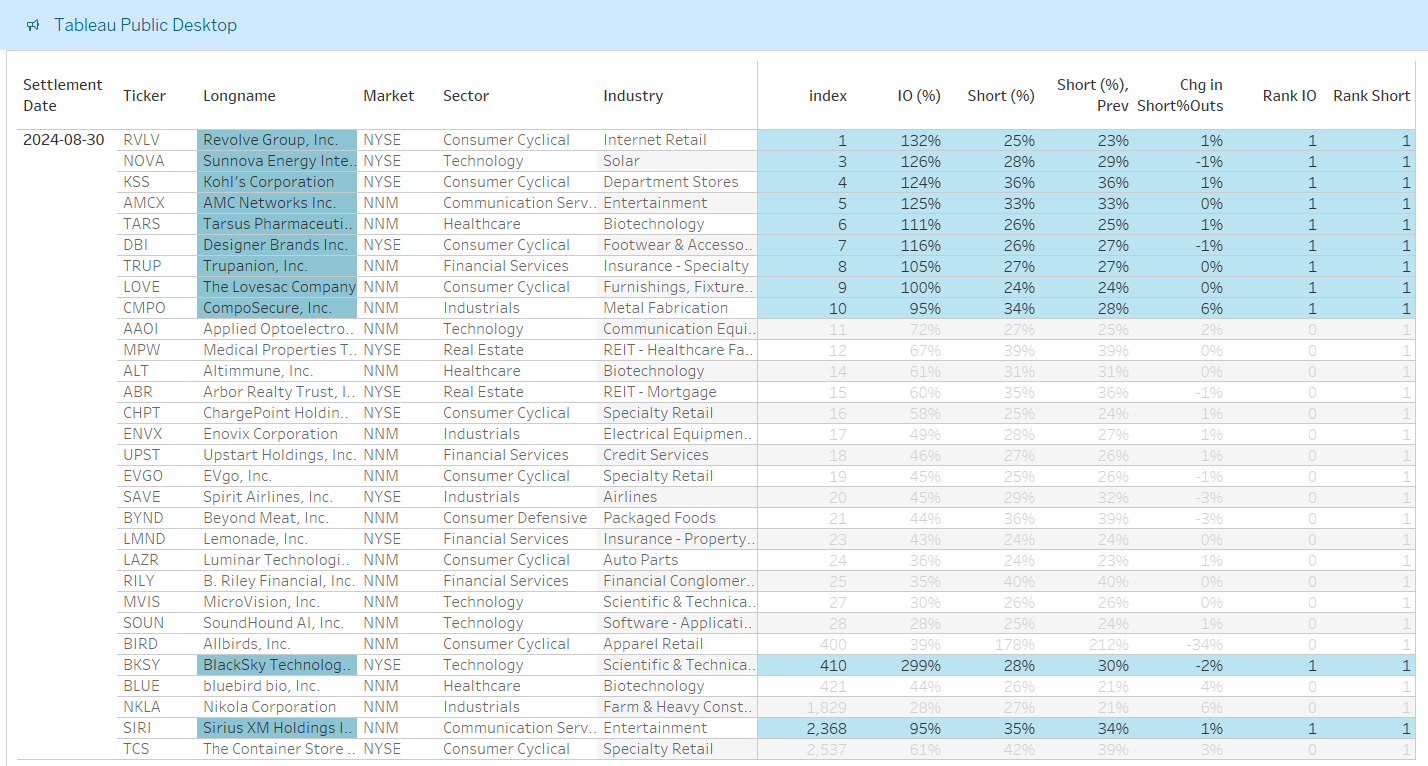 Tableau Public Desktop
Settlement Date Ticker Longname Market Sector Industry index IO (%) Short (%) Short (%), Prev Chg in Short%Outs Rank IO Rank Short
2024-08-30 RVLV Revolve Group, Inc. NYSE Consumer Cyclical Internet Retail 1 132% 25% 23% 1% 1 1
NOVA Sunnova Energy Inte.. NYSE Technology Solar 3 126% 28% 29% -1% 1 1
KSS Kohl's Corporation NYSE Consumer Cyclical Department Stores 4 124% 36% 36% 1% 1 1
AMCX AMC Networks Inc. NNM Communication Serv.. Entertainment 5 125% 33% 33% 0% 1 1
TARS Tarsus Pharmaceuti.. NNM Healthcare Biotechnology 6 111% 26% 25% 1% 1 1
DBI Designer Brands Inc. NYSE Consumer Cyclical Footwear & Accesso.. 7 116% 26% 27% -1% 1 1
TRUP Trupanion, Inc. NNM Financial Services Insurance - Specialty 8 105% 27% 27% 0% 1 1
LOVE The Lovesac Company NNM Consumer Cyclical Furnishings, Fixture.. 9 100% 24% 24% 0% 1 1
CMPO CompoSecure, Inc. NNM Industrials Metal Fabrication 10 95% 34% 28% 6% 1 1
AAOI Applied Optoelectro.. NNM Technology Communication Equi.. 11 72% 27% 25% 2% 0 1
MPW Medical Properties T.. NYSE Real Estate REIT - Healthcare Fa.. 12 67% 39% 39% 0% 0 1
ALT Altimmune, Inc. NNM Healthcare Biotechnology 14 61% 31% 31% 0% 0 1
ABR Arbor Realty Trust, I.. NYSE Real Estate REIT - Mortgage 15 60% 35% 36% -1% 0 1
CHPT ChargePoint Holdin.. NYSE Consumer Cyclical Specialty Retail 16 58% 25% 24% 1% 0 1
ENVX Enovix Corporation NNM Industrials Electrical Equipmen.. 17 49% 28% 27% 1% 0 1
UPST Upstart Holdings, Inc. NNM Financial Services Credit Services 18 46% 27% 26% 1% 0 1
EVGO EVgo, Inc. NNM Consumer Cyclical Specialty Retail 19 45% 25% 26% -1% 0 1
SAVE Spirit Airlines, Inc. NYSE Industrials Airlines 20 45% 29% 32% -3% 0 1
BYND Beyond Meat, Inc. NNM Consumer Defensive Packaged Foods 21 44% 36% 39% -3% 0 1
LMND Lemonade, Inc. NYSE Financial Services Insurance - Property.. 23 43% 24% 24% 0% 0 1
LAZR Luminar Technologi.. NNM Consumer Cyclical Auto Parts 24 36% 24% 23% 1% 0 1
RILY B. Riley Financial, Inc. NNM Financial Services Financial Conglomer.. 25 35% 40% 40% 0% 0 1
MVIS MicroVision, Inc. NNM Technology Scientific & Technica.. 27 30% 26% 26% 0% 0 1
SOUN SoundHound AI, Inc. NNM Technology Software - Applicati.. 28 28% 25% 24% 1% 0 1
BIRD Allbirds, Inc. NNM Consumer Cyclical Apparel Retail 400 39% 178% 212% -34% 0 1
BKSY BlackSky Technolog.. NYSE Technology Scientific & Technica.. 410 299% 28% 30% -2% 1 1
BLUE bluebird bio, Inc. NNM Healthcare Biotechnology 421 44% 26% 21% 4% 0 1
NKLA Nikola Corporation NNM Industrials Farm & Heavy Const.. 1,829 28% 27% 21% 6% 0 1
SIRI Sirius XM Holdings I.. NNM Communication Serv.. Entertainment 2,368 95% 35% 34% 1% 1 1
TCS The Container Store .. NYSE Consumer Cyclical Specialty Retail 2,537 61% 42% 39% 3% 0 1